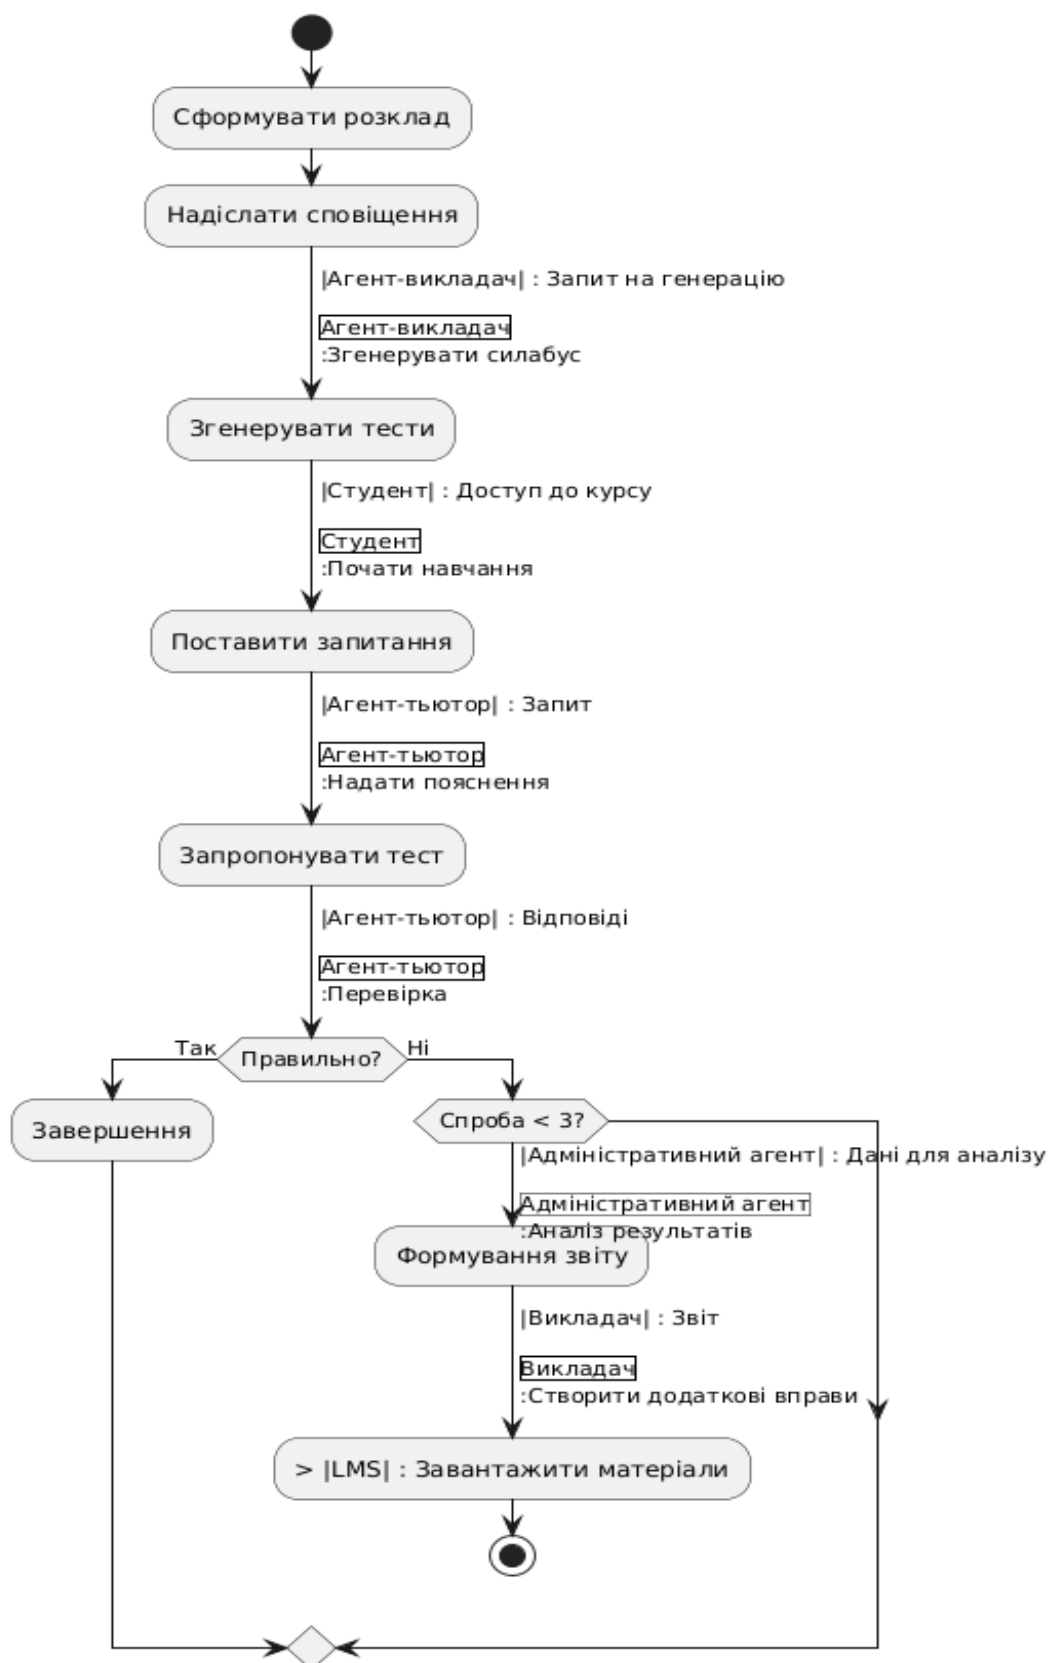 Сформувати розклад
Надіслати сповіщення
|Агент-викладач| : Запит на генерацію
Агент-викладач
:Згенерувати силабус
Згенерувати тести
|Студент| : Доступ до курсу
Студент
:Почати навчання
Поставити запитання
|Агент-тьютор| : Запит
Агент-тьютор
:Надати пояснення
Запропонувати тест
|Агент-тьютор| : Відповіді
Агент-тьютор
:Перевірка
Так
Правильно?
Ні
Завершення
Спроба < 3?
|Адміністративний агент| : Дані для аналізу
Адміністративний агент
:Аналіз результатів
Формування звіту
|Викладач| : Звіт
Викладач
:Створити додаткові вправи
> |LMS| : Завантажити матеріали